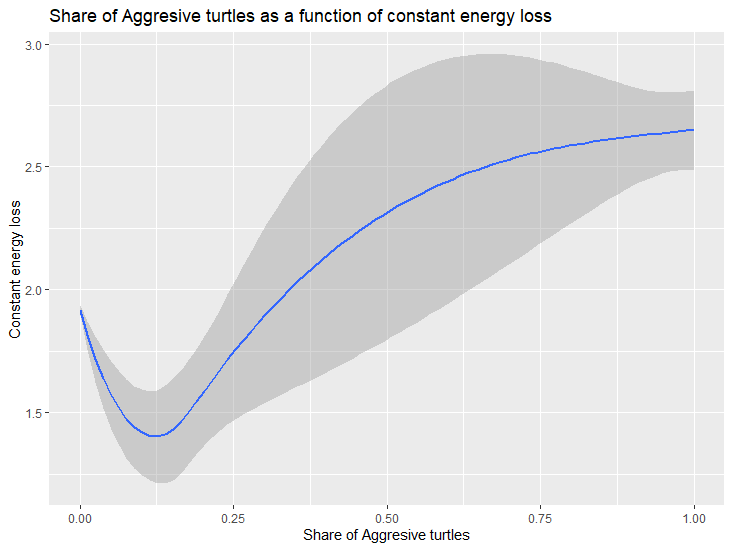 Share of Aggresive turtles as a function of constant energy loss
3.0
2.5
2.0
1.5
Constant energy loss
0.00 0.25 0.50 0.75 1.00
Share of Aggresive turtles